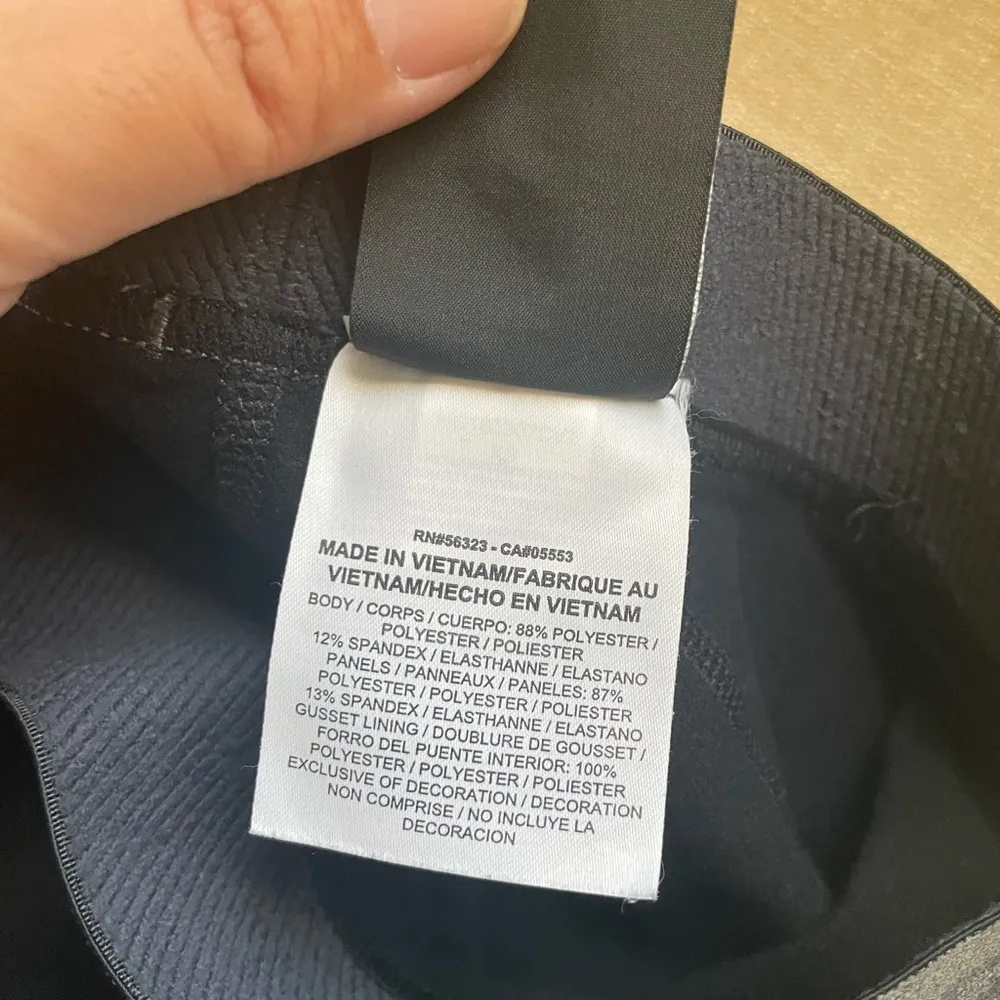 RN#56323 - CA#05553
MADE IN VIETNAM/FABRIQUE AU
VIETNAM/HECHO EN VIETNAM
BODY / CORPS / CUERPO: 88% POLYESTER /
POLYESTER / POLIESTER
12% SPANDEX / ELASTHANNE / ELASTANO
PANELS / PANNEAUX / PANELES: 87%
POLYESTER / POLYESTER / POLIESTER
13% SPANDEX / ELASTHANNE / ELASTANO
GUSSET LINING / DOUBLURE DE GOUSSET /
FORRO DEL PUENTE INTERIOR: 100%
POLYESTER / POLYESTER / POLIESTER
EXCLUSIVE OF DECORATION / DECORATION
NON COMPRISE / NO INCLUYE LA
DECORACION